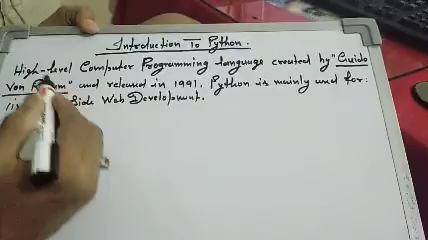 Introduction To Python.
High-level Computer Programming language created by "Guido
Van" and released in 1991. Python is mainly used for:
Side Web Development.